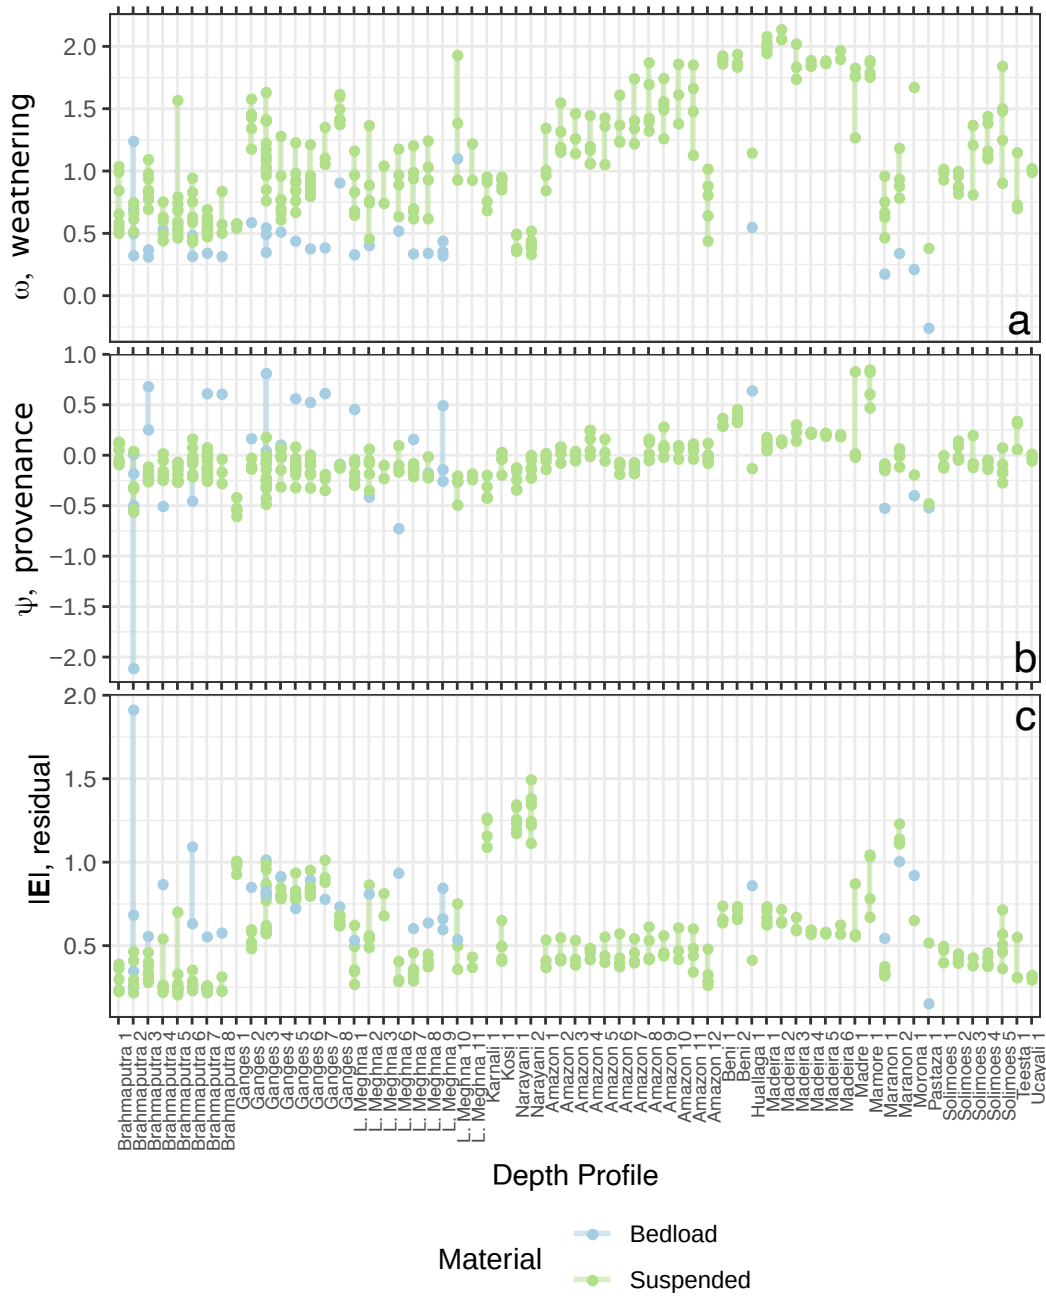 ω, weathering
2.0
1.5
1.0
0.5
0.0
a
ψ, provenance
1.0
0.5
0.0
−0.5
−1.0
−1.5
−2.0
b
|E|, residual
2.0
1.5
1.0
0.5
c
Brahmaputra 1
Brahmaputra 2
Brahmaputra 3
Brahmaputra 4
Brahmaputra 5
Brahmaputra 6
Brahmaputra 7
Brahmaputra 8
Ganges 1
Ganges 2
Ganges 3
Ganges 4
Ganges 5
Ganges 6
Ganges 7
Ganges 8
L. Meghna 1
L. Meghna 2
L. Meghna 3
L. Meghna 6
L. Meghna 7
L. Meghna 8
L. Meghna 9
L. Meghna 10
L. Meghna 11
Karnali 1
Kosi 1
Narayani 1
Narayani 2
Amazon 1
Amazon 2
Amazon 3
Amazon 4
Amazon 5
Amazon 6
Amazon 7
Amazon 8
Amazon 9
Amazon 10
Amazon 11
Amazon 12
Beni 1
Beni 2
Huallaga 1
Madeira 1
Madeira 2
Madeira 3
Madeira 4
Madeira 5
Madeira 6
Madre 1
Mamore 1
Maranon 1
Maranon 2
Morona 1
Pastaza 1
Solimoes 1
Solimoes 2
Solimoes 3
Solimoes 4
Solimoes 5
Teesta 1
Ucayali 1
Depth Profile
Material
Bedload
Suspended